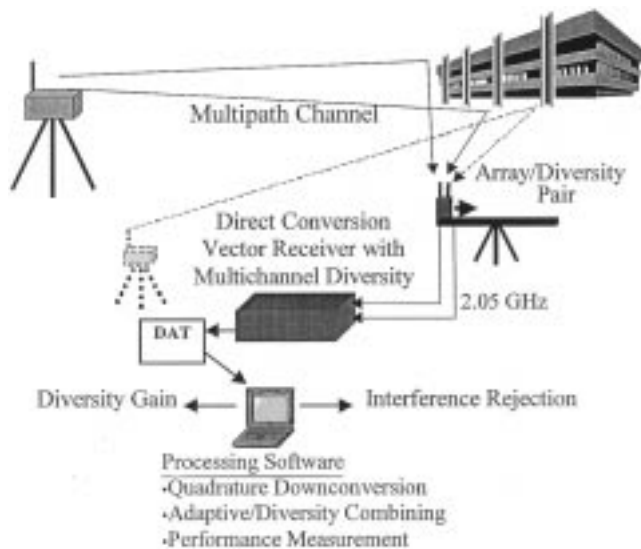 Multipath Channel
Array/Diversity
Pair
Direct Conversion
Vector Receiver with
Multichannel Diversity
2.05 GHz
DAT
Diversity Gain
Interference Rejection
Processing Software
•Quadrature Downconversion
•Adaptive/Diversity Combining
•Performance Measurement